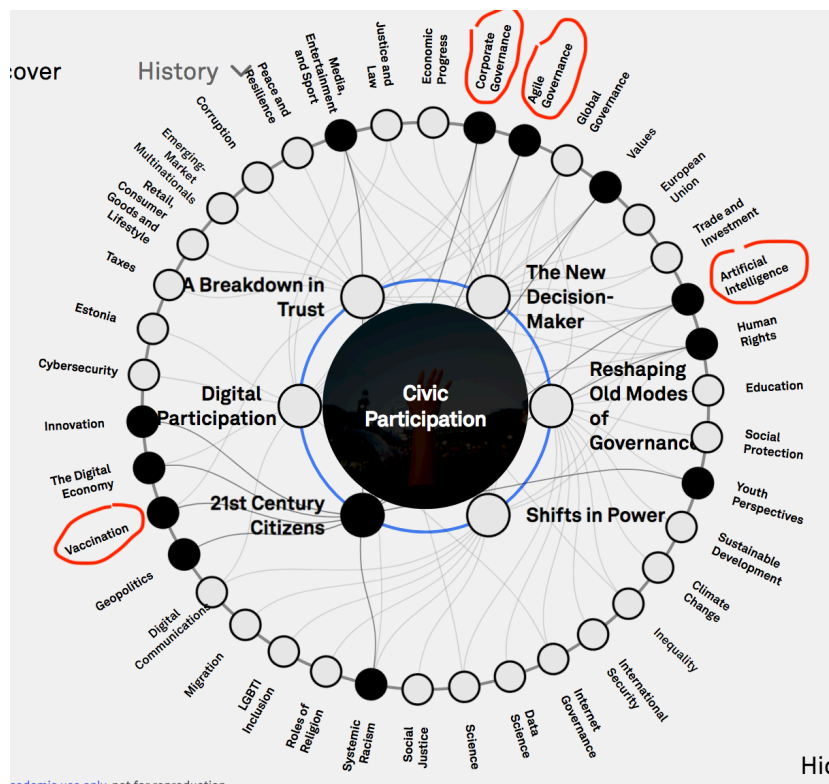 cover
History
Peace and
Resilience
Media,
Entertainment
and Sport
Justice and
Law
Economic
Progress
Corporate
Governance
Agile
Governance
Global
Governance
Values
European
Union
Trade and
Investment
Artificial
Intelligence
Human
Rights
Education
Social
Protection
Youth
Perspectives
Sustainable
Development
Climate
Change
Inequality
International
Security
Internet
Governance
Data
Science
Science
Social
Justice
Systemic
Racism
Roles of
Religion
LGBTI
Inclusion
Migration
Digital
Communications
Geopolitics
Vaccination
The Digital
Economy
Innovation
Cybersecurity
Estonia
Taxes
Retail,
Consumer
Goods and
Lifestyle
Emerging-
Market
Multinationals
Corruption
A Breakdown in
Trust
The New
Decision-
Maker
Digital
Participation
Civic
Participation
Reshaping
Old Modes
of
Governance
21st Century
Citizens
Shifts in Power
Hig